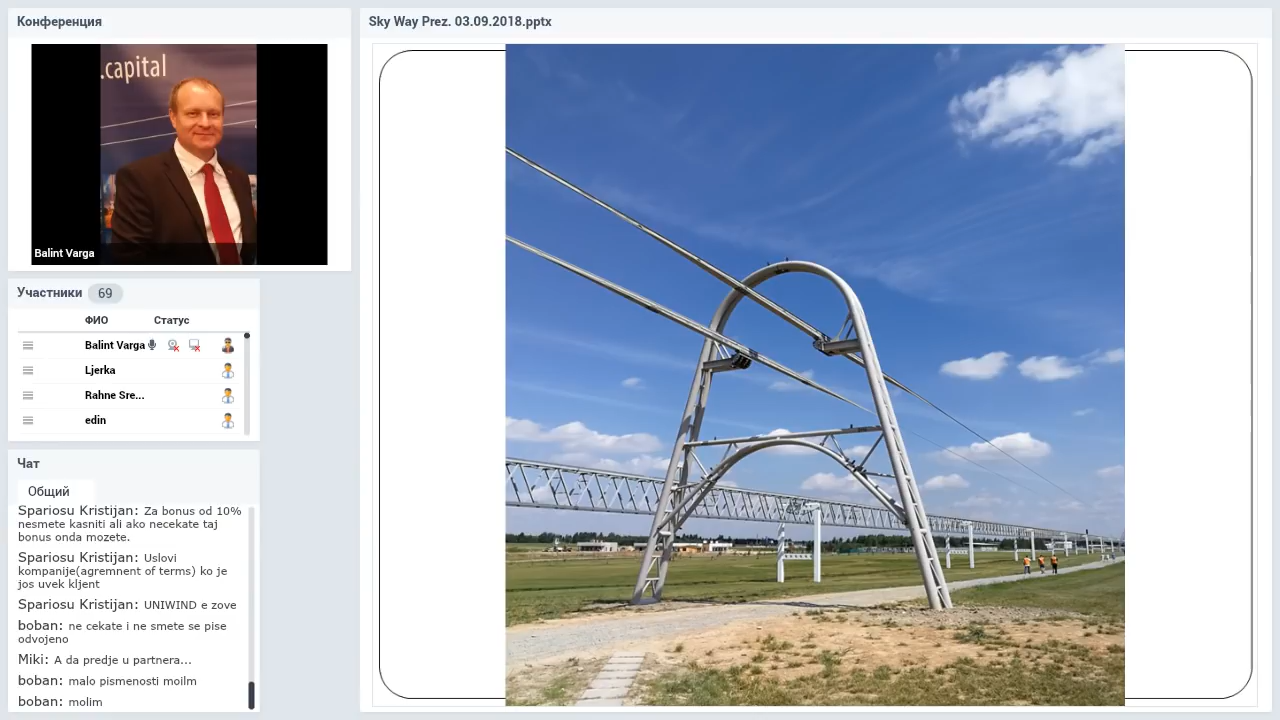 Конференция
.capital
Balint Varga
Участники 69
ФИО Статус
Balint Varga
Ljerka
Rahne Sre...
edin
Чат
Общий
Spariosu Kristijan: Za bonus od 10%
nesmete kasniti ali ako necekate taj
bonus onda mozete.
Spariosu Kristijan: Uslovi
kompanije(agremnent of terms) ko je
jos uvek kljent
Spariosu Kristijan: UNIWIND e zove
boban: ne cekate i ne smete se pise
odvojeno
Miki: A da predje u partnera...
boban: malo pismenosti moilm
boban: molim
Sky Way Prez. 03.09.2018.pptx